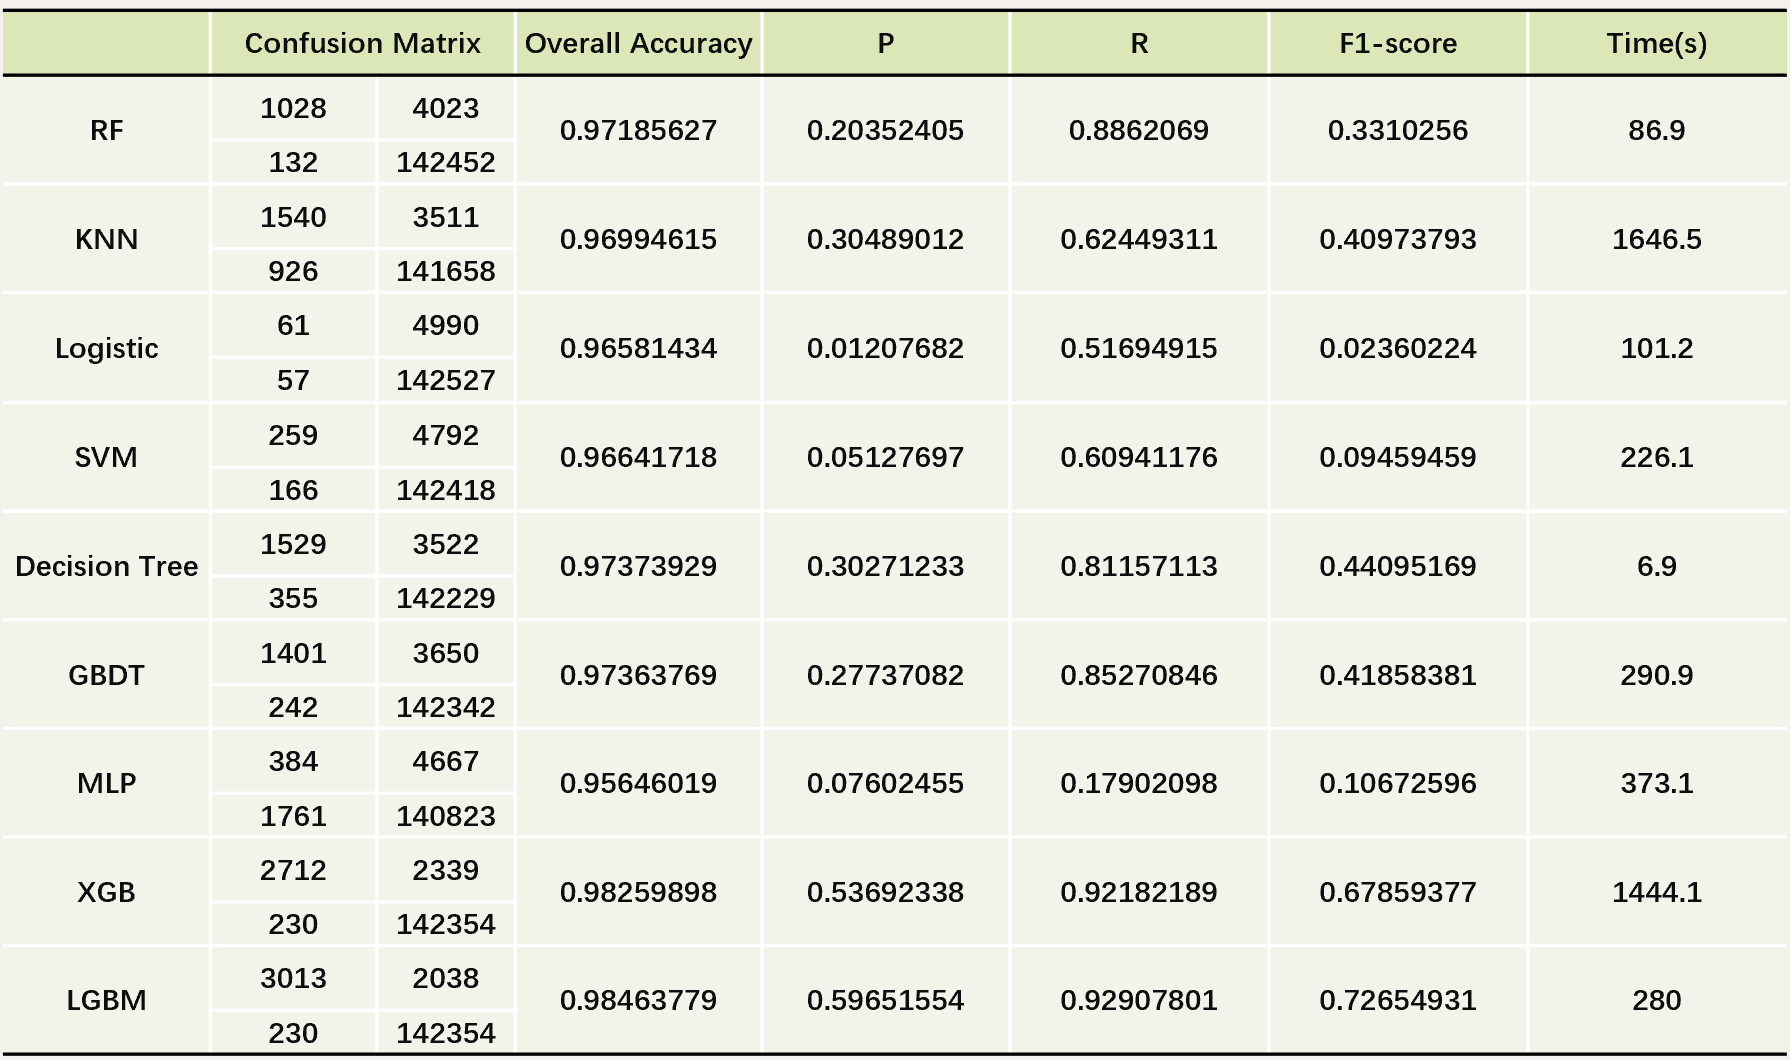 Confusion Matrix Overall Accuracy P R F1-score Time(s)
1028 4023
RF 0.97185627 0.20352405 0.8862069 0.3310256 86.9
132 142452
1540 3511
KNN 0.96994615 0.30489012 0.62449311 0.40973793 1646.5
926 141658
61 4990
Logistic 0.96581434 0.01207682 0.51694915 0.02360224 101.2
57 142527
259 4792
SVM 0.96641718 0.05127697 0.60941176 0.09459459 226.1
166 142418
1529 3522
Decision Tree 0.97373929 0.30271233 0.81157113 0.44095169 6.9
355 142229
1401 3650
GBDT 0.97363769 0.27737082 0.85270846 0.41858381 290.9
242 142342
384 4667
MLP 0.95646019 0.07602455 0.17902098 0.10672596 373.1
1761 140823
2712 2339
XGB 0.98259898 0.53692338 0.92182189 0.67859377 1444.1
230 142354
3013 2038
LGBM 0.98463779 0.59651554 0.92907801 0.72654931 280
230 142354